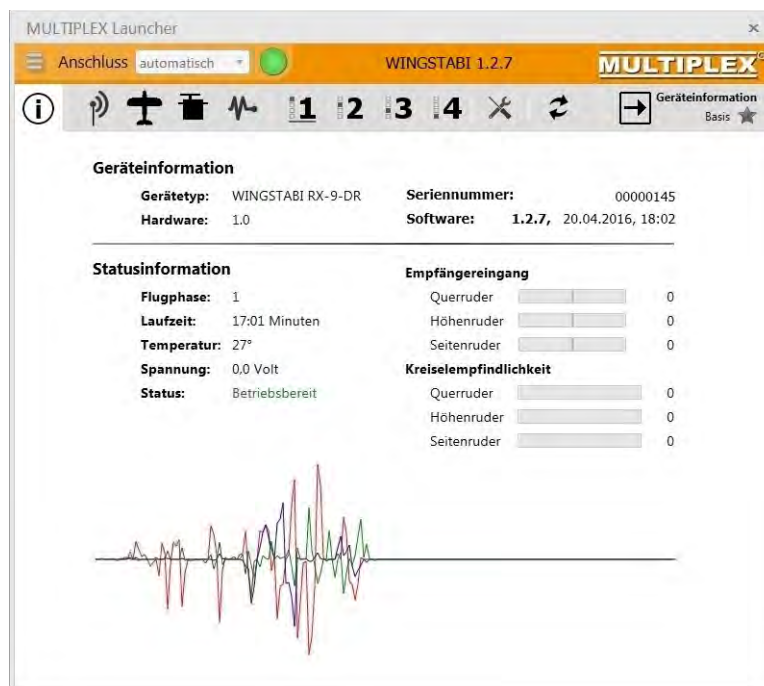 MULTIPLEX Launcher
Anschluss automatisch WINGSTABI 1.2.7 MULTIPLEX
1 2 3 4 Geräteinformation
Basis
Geräteinformation
Gerätetyp: WINGSTABI RX-9-DR Seriennummer: 00000145
Hardware: 1.0 Software: 1.2.7, 20.04.2016, 18:02
Statusinformation
Flugphase: 1
Laufzeit: 17:01 Minuten
Temperatur: 27°
Spannung: 0,0 Volt
Status: Betriebsbereit
Empfängereingang
Querruder 0
Höhenruder 0
Seitenruder 0
Kreiselempfindlichkeit
Querruder 0
Höhenruder 0
Seitenruder 0